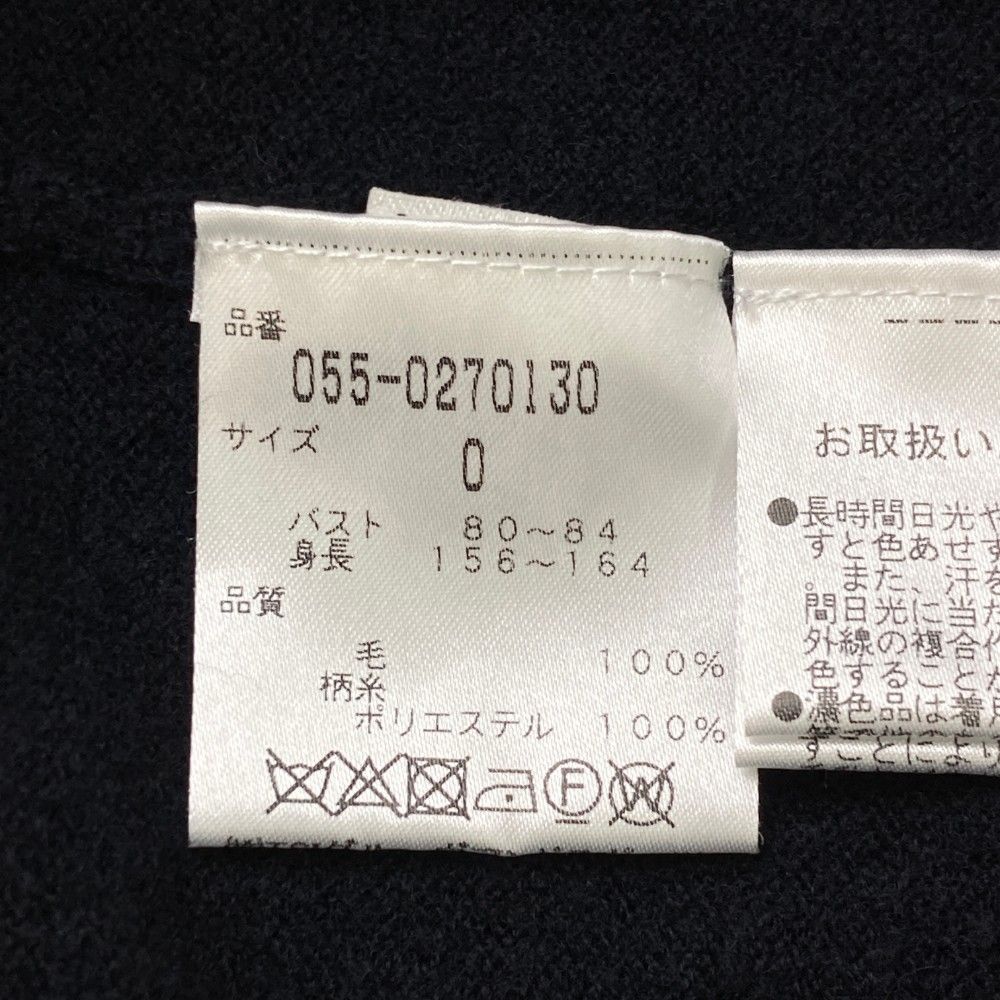 品番
055-0270130
サイズ
0
バスト 80〜84
身長 156〜164
品質
毛 100%
柄糸
ポリエステル 100%
F
W
お取扱い
●長時間日光や
すと色あせす
。また、汗を
間日光に当た
外線の複合作
色することが
●濃色品は着用